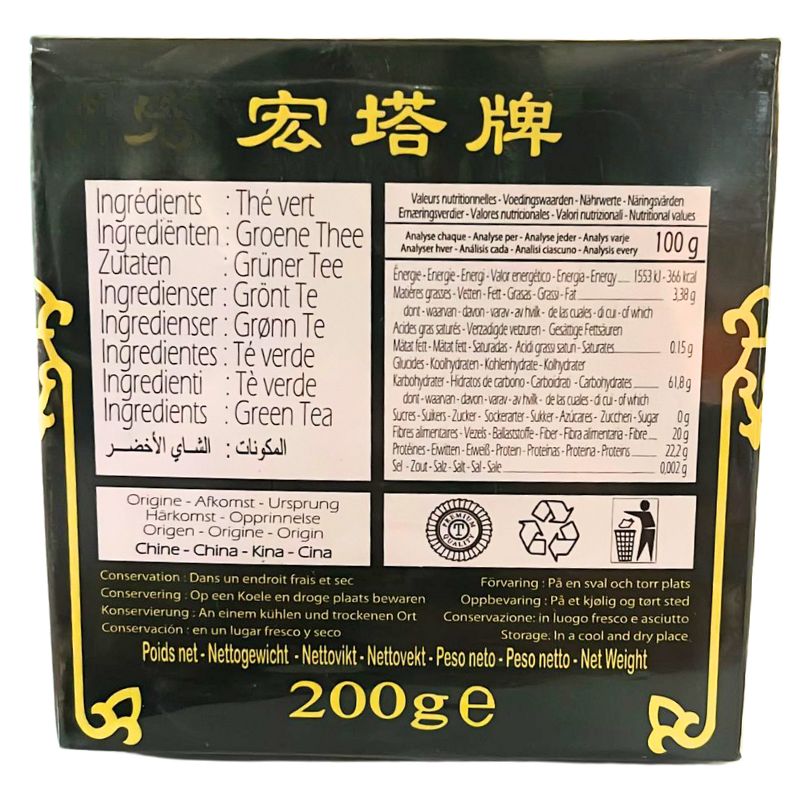 宏塔牌
Ingrédients : Thé vert
Ingrediënten : Groene Thee
Zutaten : Grüner Tee
Ingredienser : Grönt Te
Ingredienser : Grønn Te
Ingredientes : Té verde
Ingredienti : Tè verde
Ingredients : Green Tea
المكونات : الشاي الأخضر
Valeurs nutritionnelles - Voedingswaarden - Nährwerte - Näringsvärden
Ernæringsverdier - Valores nutricionales - Valori nutrizionali - Nutritional values
Analyse chaque - Analyse per - Analyse jeder - Analys varje
Analyser hver - Análisis cada - Analisi ciascuno - Analysis every
100 g
Énergie - Energie - Energi - Valor energético - Energia - Energy 1553 kJ - 366 kcal
Matières grasses - Vetten - Fett - Grasas - Grassi - Fat 3,38 g
dont - waarvan - davon - varav - av hvilk - de las cuales - di cui - of which
Acides gras saturés - Verzadigde vetzuren - Gesättige Fettsäuren
Mätat fett - Mätat fett - Saturadas - Acidi grassi saturi - Saturates 0.15 g
Glucides - Koolhydraten - Kohlenhydrate - Kolhydrater
Karbohydrater - Hidratos de carbono - Carboidrato - Carbohydrates 61,8 g
dont - waarvan - davon - varav - av hvilk - de las cuales - di cui - of which
Sucres - Suikers - Zucker - Sockerarter - Sukker - Azúcares - Zuccheri - Sugar 0 g
Fibres alimentaires - Vezels - Ballaststoffe - Fiber - Fibra alimentaria - Fibre 20 g
Protéines - Eiwitten - Eiweß - Protein - Proteínas - Proteina - Proteins 22,2 g
Sel - Zout - Salz - Salt - Sal - Sale 0,002 g
Origine - Afkomst - Ursprung
Härkomst - Opprinnelse
Origen - Origine - Origin
Chine - China - Kina - Cina
PREMIUM
T
QUALITY
Conservation : Dans un endroit frais et sec
Conservering : Op een Koele en droge plaats bewaren
Konservierung : An einem kühlen und trockenen Ort
Conservación : en un lugar fresco y seco
Förvaring : På en sval och torr plats
Oppbevaring : På et kjølig og tørt sted
Conservazione: in luogo fresco e asciutto
Storage: In a cool and dry place
Poids net - Nettogewicht - Nettovikt - Nettovekt - Peso neto - Peso netto - Net Weight
200g e